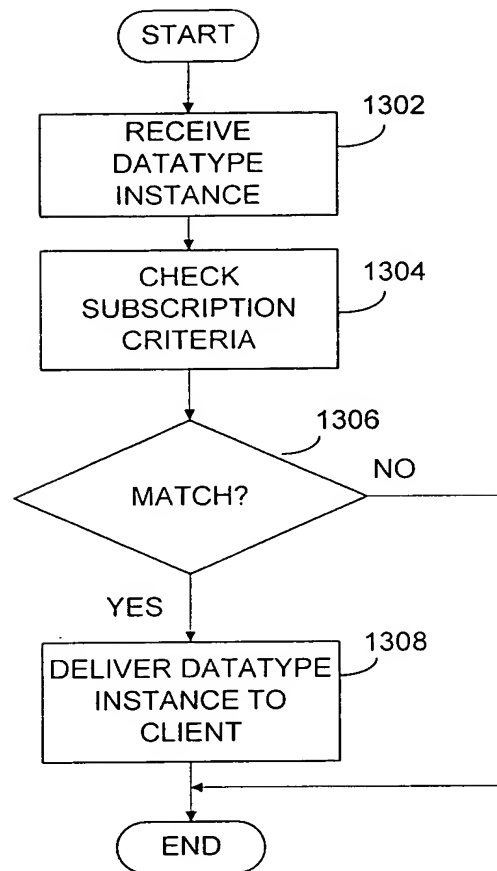 START
1302
RECEIVE
DATATYPE
INSTANCE
1304
CHECK
SUBSCRIPTION
CRITERIA
1306
MATCH?
NO
YES
1308
DELIVER DATATYPE
INSTANCE TO
CLIENT
END